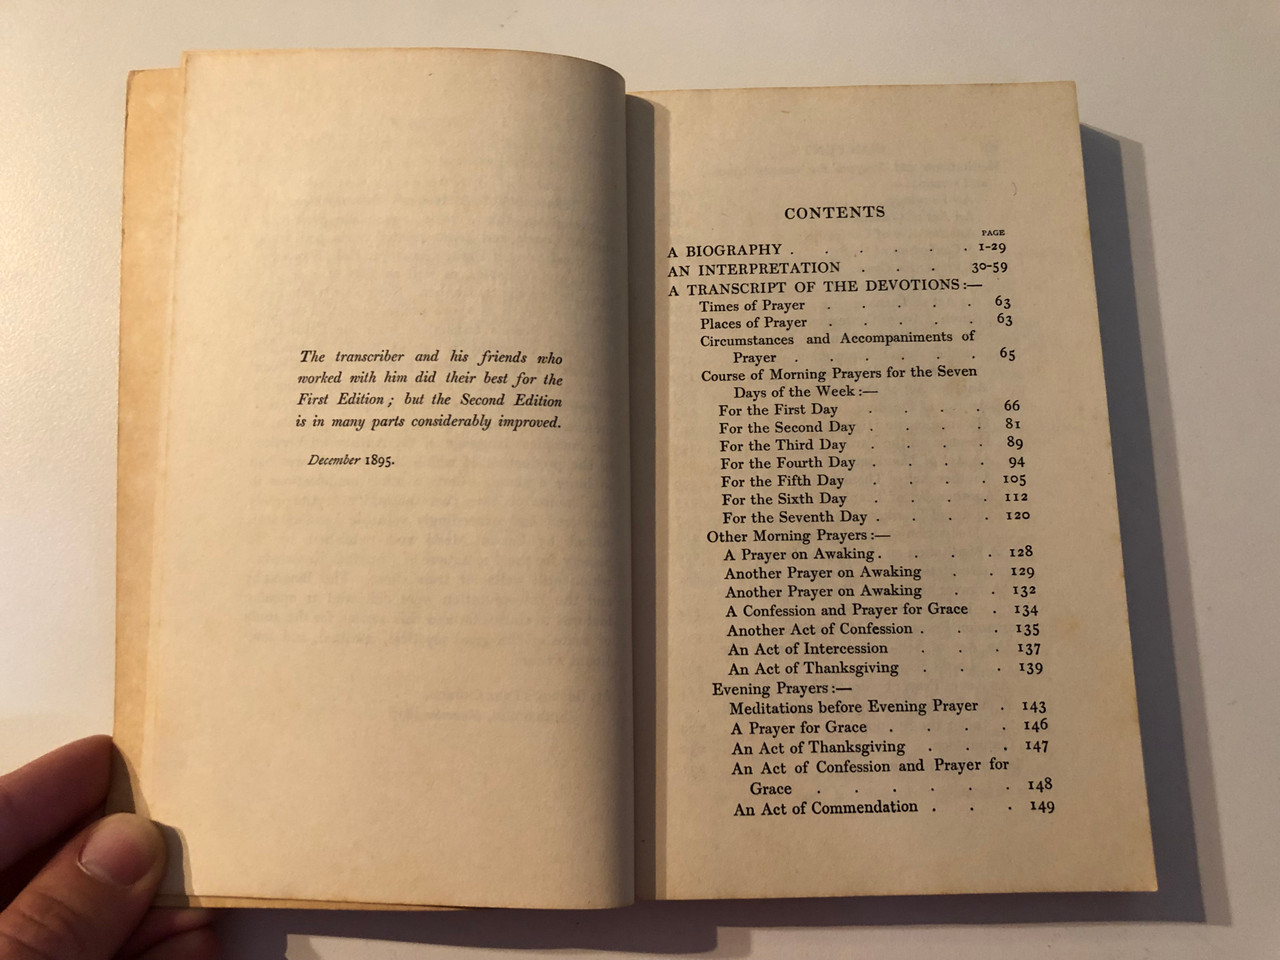 The transcriber and his friends who
worked with him did their best for the
First Edition; but the Second Edition
is in many parts considerably improved.
December 1895.
CONTENTS
PAGE
A BIOGRAPHY . . . . . . 1-29
AN INTERPRETATION . . . 30-59
A TRANSCRIPT OF THE DEVOTIONS:—
Times of Prayer . . . . . 63
Places of Prayer . . . . . 63
Circumstances and Accompaniments of
Prayer . . . . . . 65
Course of Morning Prayers for the Seven
Days of the Week:—
For the First Day . . . . 66
For the Second Day . . . . 81
For the Third Day . . . . 89
For the Fourth Day . . . . 94
For the Fifth Day . . . . 105
For the Sixth Day . . . . 112
For the Seventh Day . . . . 120
Other Morning Prayers:—
A Prayer on Awaking . . . . 128
Another Prayer on Awaking . . 129
Another Prayer on Awaking . . 132
A Confession and Prayer for Grace . 134
Another Act of Confession . . . 135
An Act of Intercession . . . 137
An Act of Thanksgiving . . . 139
Evening Prayers:—
Meditations before Evening Prayer . 143
A Prayer for Grace . . . . 146
An Act of Thanksgiving . . . 147
An Act of Confession and Prayer for
Grace . . . . . . 148
An Act of Commendation . . . 149